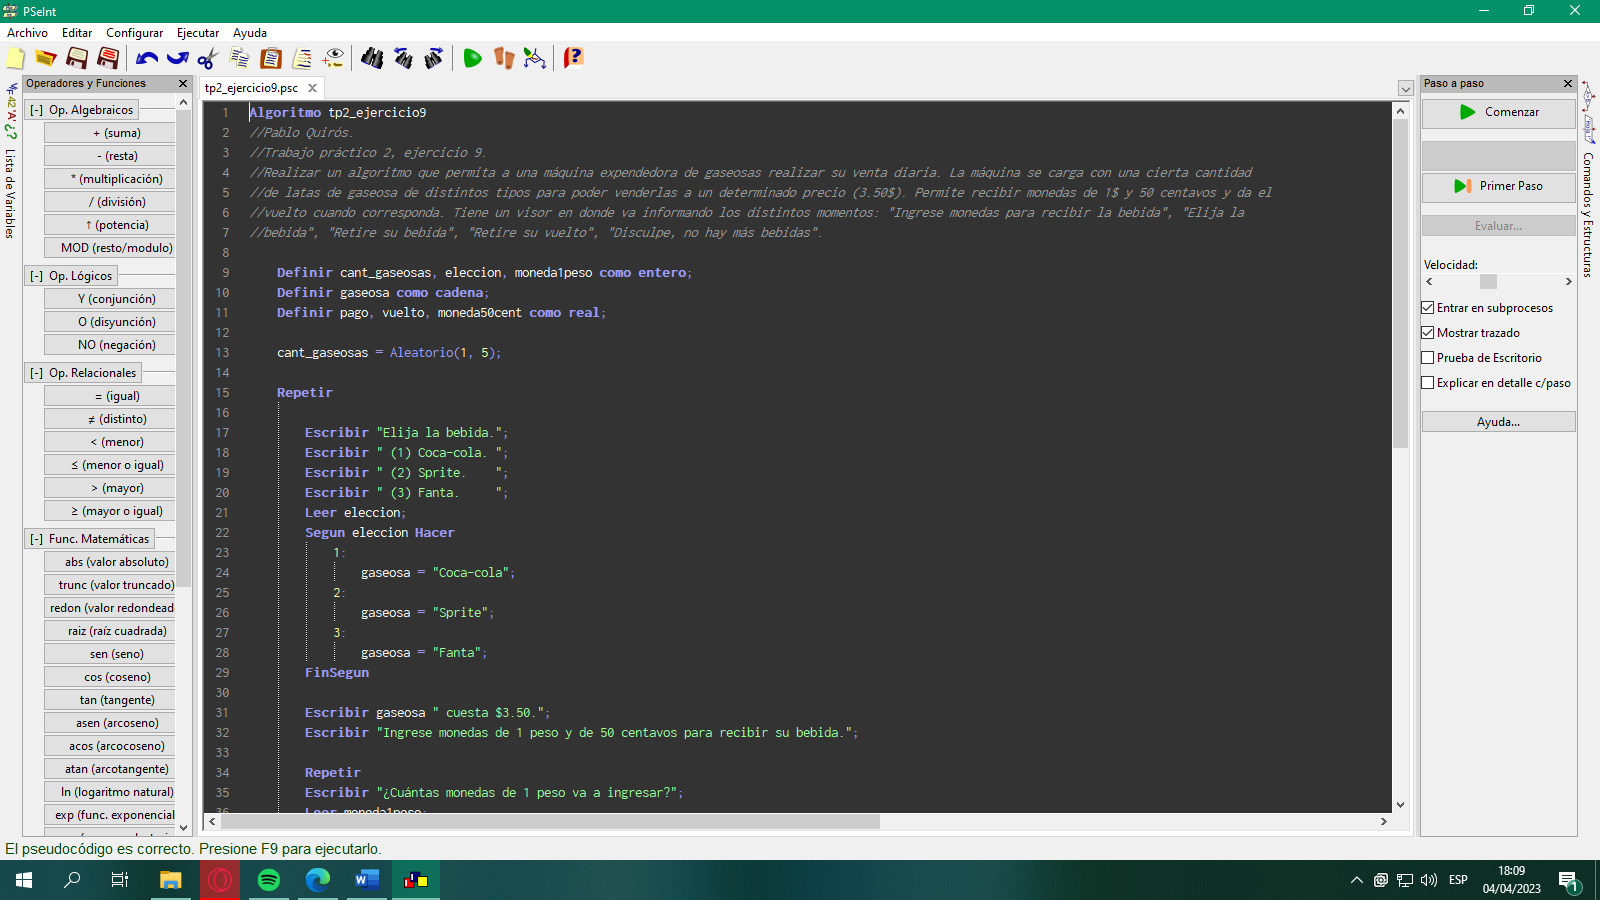 PSeInt
Archivo Editar Configurar Ejecutar Ayuda
Operadores y Funciones
tp2_ejercicio9.psc
Paso a paso
Lista de Variables
[-] Op. Algebraicos
+ (suma)
- (resta)
* (multiplicación)
/ (división)
↑ (potencia)
MOD (resto/modulo)
[-] Op. Lógicos
Y (conjunción)
O (disyunción)
NO (negación)
[-] Op. Relacionales
= (igual)
≠ (distinto)
< (menor)
≤ (menor o igual)
> (mayor)
≥ (mayor o igual)
[-] Func. Matemáticas
abs (valor absoluto)
trunc (valor truncado)
redon (valor redondead
raiz (raíz cuadrada)
sen (seno)
cos (coseno)
tan (tangente)
asen (arcoseno)
acos (arcocoseno)
atan (arcotangente)
ln (logaritmo natural)
exp (func. exponencial
1 Algoritmo tp2_ejercicio9
2 //Pablo Quirós.
3 //Trabajo práctico 2, ejercicio 9.
4 //Realizar un algoritmo que permita a una máquina expendedora de gaseosas realizar su venta diaria. La máquina se carga con una cierta cantidad
5 //de latas de gaseosa de distintos tipos para poder venderlas a un determinado precio (3.50$). Permite recibir monedas de 1$ y 50 centavos y da el
6 //vuelto cuando corresponda. Tiene un visor en donde va informando los distintos momentos: "Ingrese monedas para recibir la bebida", "Elija la
7 //bebida", "Retire su bebida", "Retire su vuelto", "Disculpe, no hay más bebidas".
8
9 Definir cant_gaseosas, eleccion, moneda1peso como entero;
10 Definir gaseosa como cadena;
11 Definir pago, vuelto, moneda50cent como real;
12
13 cant_gaseosas = Aleatorio(1, 5);
14
15 Repetir
16
17 Escribir "Elija la bebida.";
18 Escribir " (1) Coca-cola. ";
19 Escribir " (2) Sprite.    ";
20 Escribir " (3) Fanta.     ";
21 Leer eleccion;
22 Segun eleccion Hacer
23 1:
24 gaseosa = "Coca-cola";
25 2:
26 gaseosa = "Sprite";
27 3:
28 gaseosa = "Fanta";
29 FinSegun
30
31 Escribir gaseosa " cuesta $3.50.";
32 Escribir "Ingrese monedas de 1 peso y de 50 centavos para recibir su bebida.";
33
34 Repetir
35 Escribir "¿Cuántas monedas de 1 peso va a ingresar?";
36 Leer moneda1peso;
Comenzar
Primer Paso
Evaluar...
Velocidad:
Entrar en subprocesos
Mostrar trazado
Prueba de Escritorio
Explicar en detalle c/paso
Ayuda...
Comandos y Estructuras
El pseudocódigo es correcto. Presione F9 para ejecutarlo.
ESP
18:09
04/04/2023
1